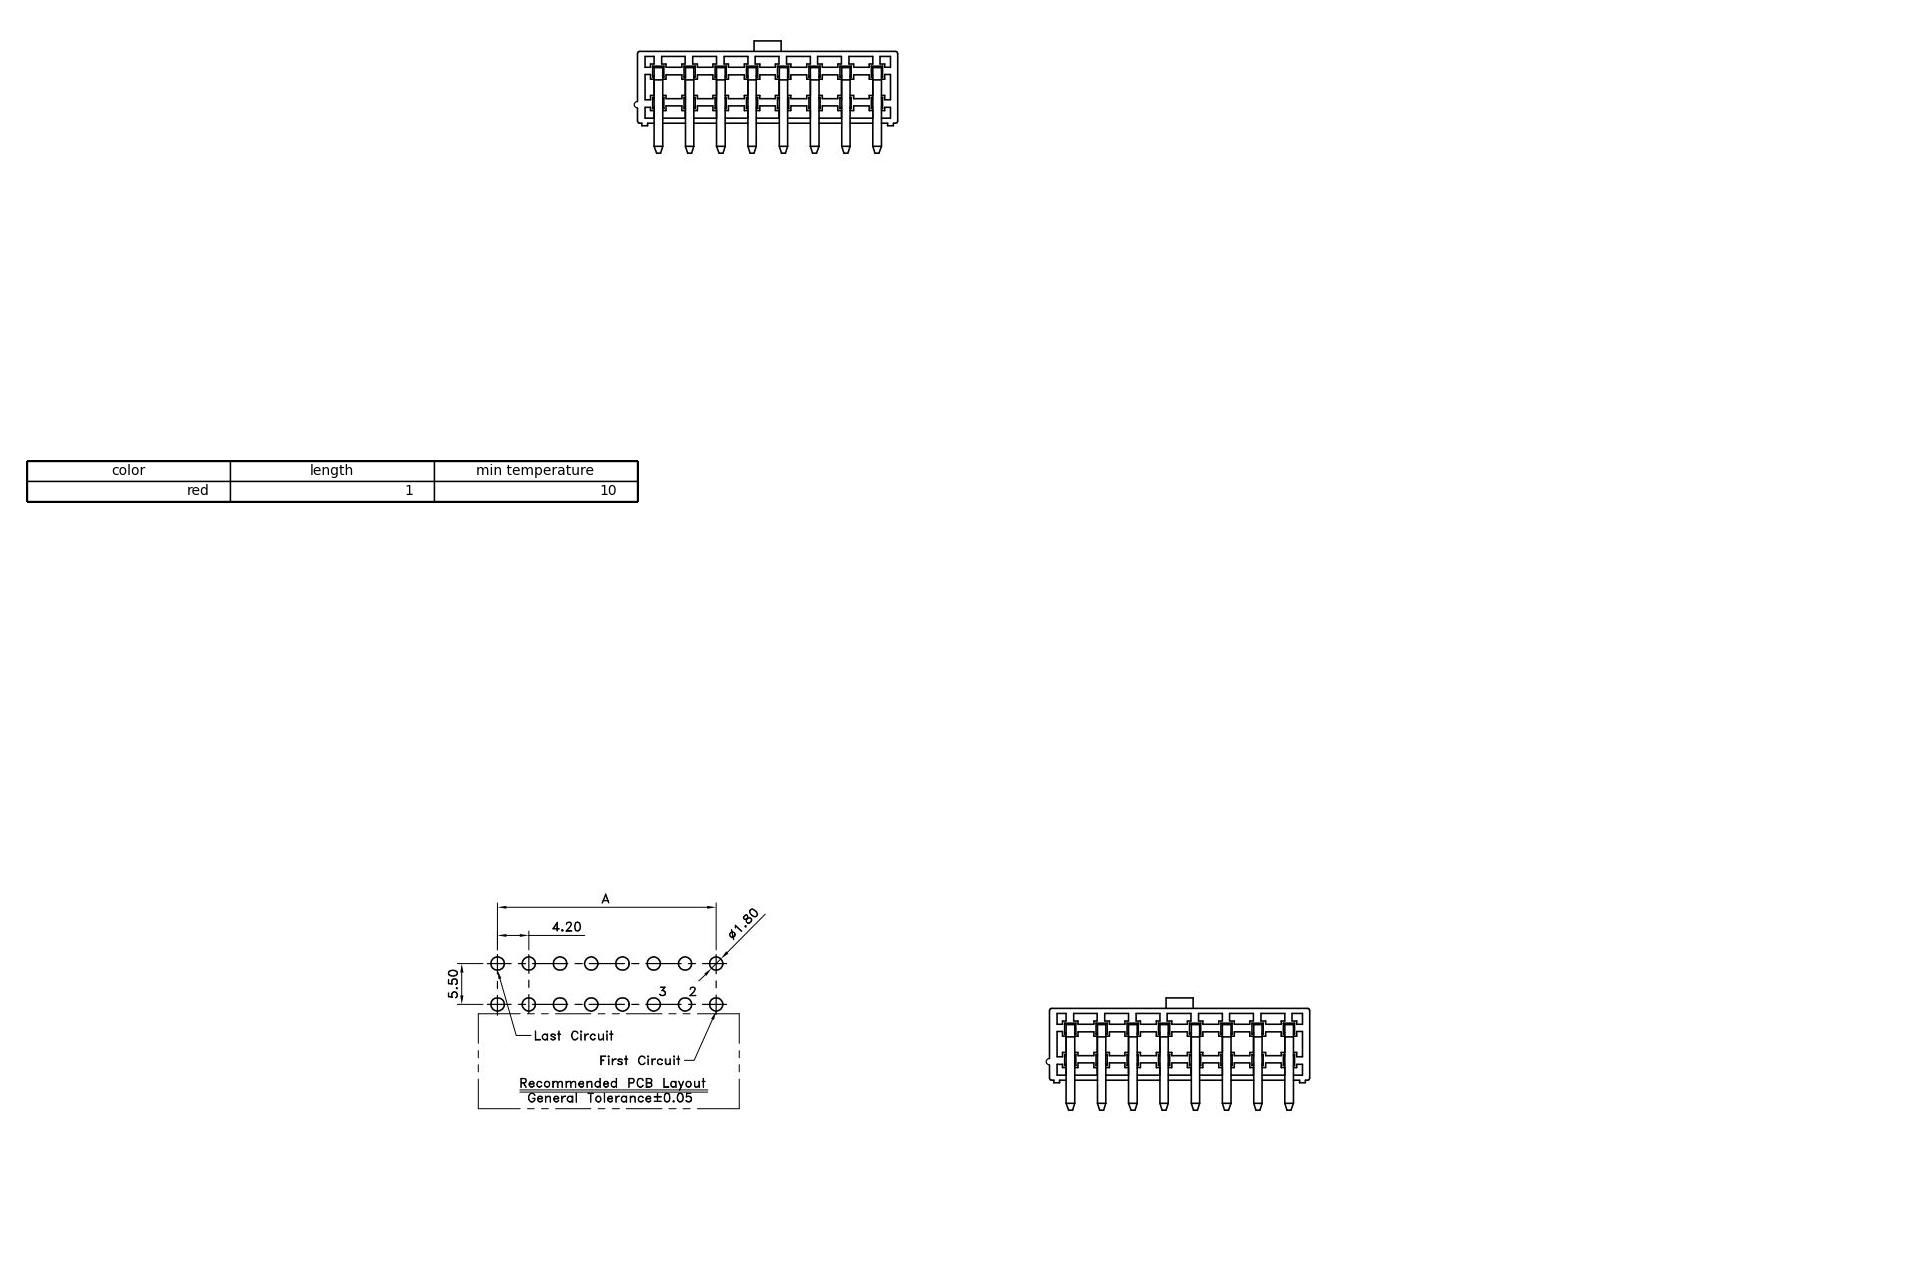 color length min temperature
red 1 10
A
4.20
ø1.80
5.50
3 2
Last Circuit
First Circuit
Recommended PCB Layout
General Tolerance±0.05